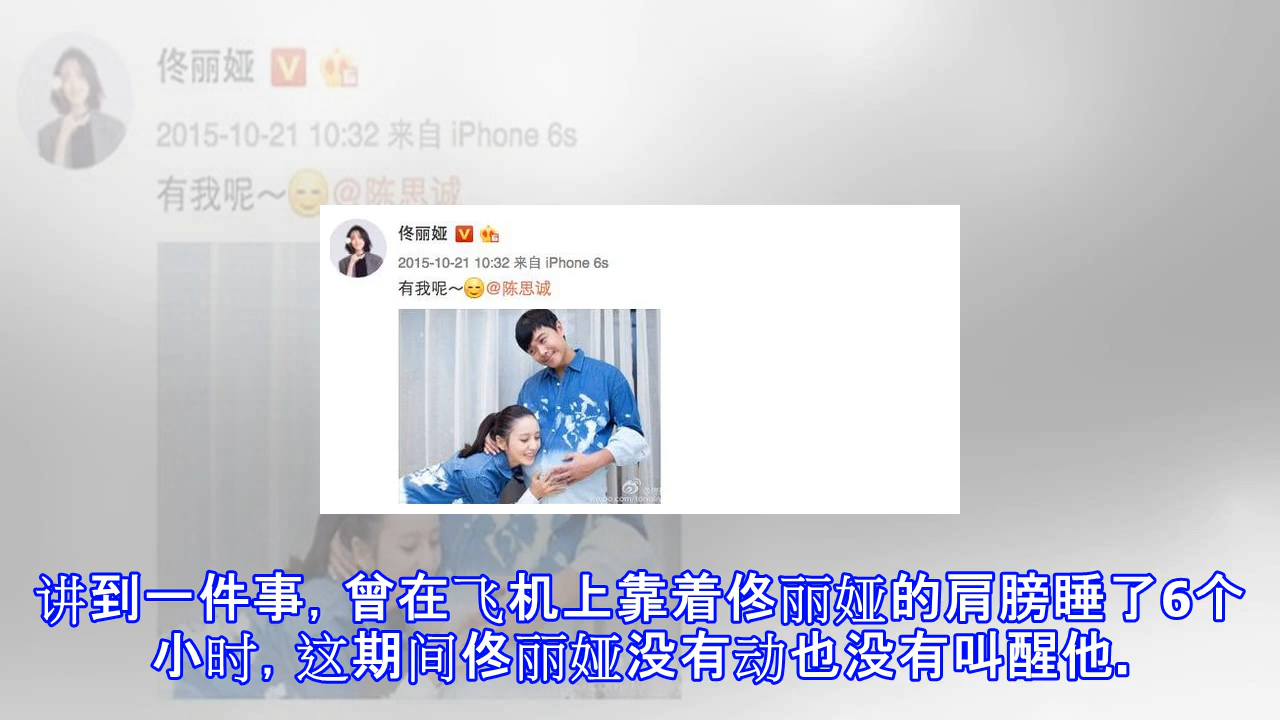 佟丽娅 V
2015-10-21 10:32 来自 iPhone 6s
有我呢～😊@陈思诚
佟丽娅 V
2015-10-21 10:32 来自 iPhone 6s
有我呢～😊@陈思诚
讲到一件事, 曾在飞机上靠着佟丽娅的肩膀睡了6个
小时, 这期间佟丽娅没有动也没有叫醒他.